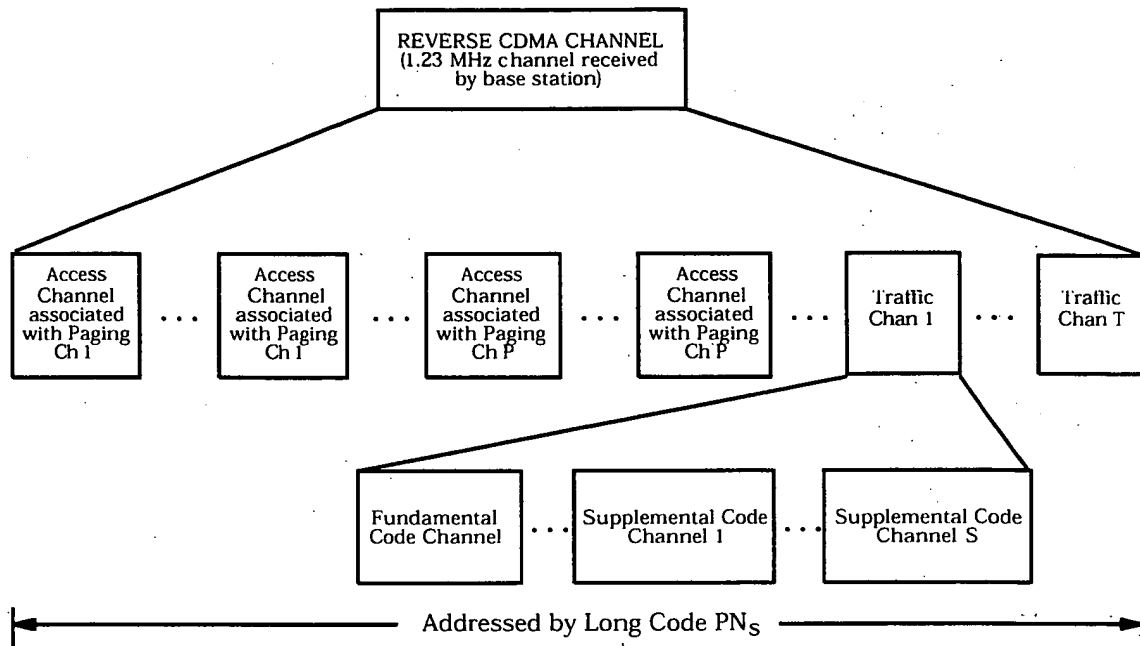 REVERSE CDMA CHANNEL
(1.23 MHz channel received
by base station)
Access
Channel
associated
with Paging
Ch 1
...
Access
Channel
associated
with Paging
Ch 1
...
Access
Channel
associated
with Paging
Ch P
...
Access
Channel
associated
with Paging
Ch P
...
Traffic
Chan 1
...
Traffic
Chan T
Fundamental
Code Channel
...
Supplemental Code
Channel 1
...
Supplemental Code
Channel S
Addressed by Long Code PNS